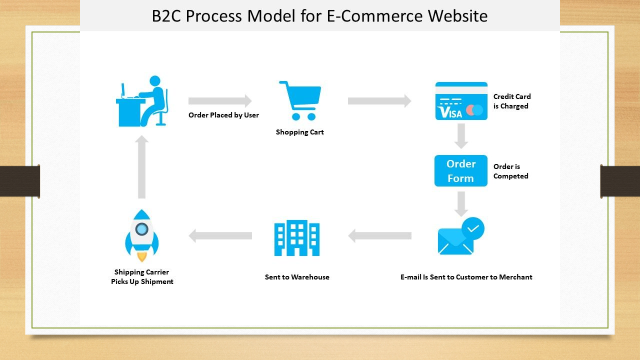 B2C Process Model for E-Commerce Website
Order Placed by User
Shopping Cart
VISA
Credit Card
is Charged
Order
Form
Order is
Competed
E-mail Is Sent to Customer to Merchant
Sent to Warehouse
Shipping Carrier
Picks Up Shipment